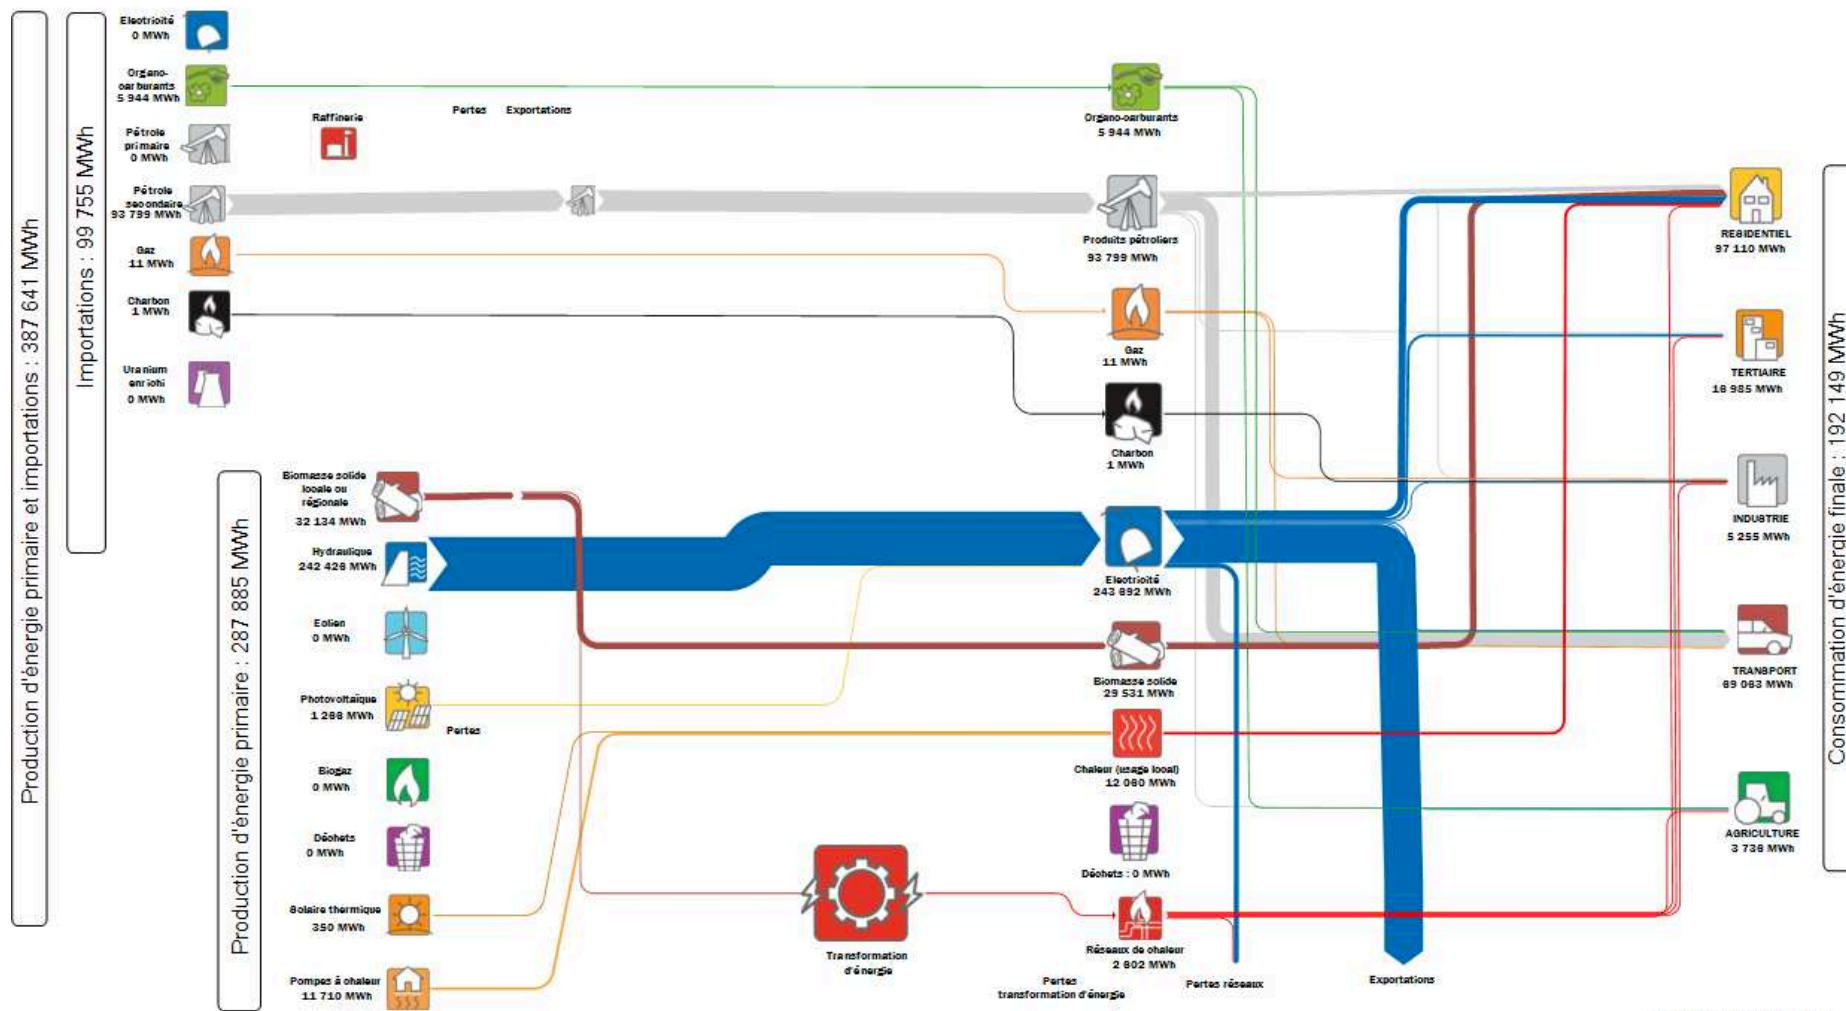 Production d'énergie primaire et importations : 387 641 MWh
Importations : 99 755 MWh
Electricité
0 MWh
Organo-
carburants
5 944 MWh
Pétrole
primaire
0 MWh
Pétrole
secondaire
93 799 MWh
Gaz
11 MWh
Charbon
1 MWh
Uranium
enrichi
0 MWh
Raffinerie
Pertes
Exportations
Production d'énergie primaire : 287 885 MWh
Biomasse solide
locale ou
régionale
32 134 MWh
Hydraulique
242 426 MWh
Eolien
0 MWh
Photovoltaïque
1 266 MWh
Pertes
Biogaz
0 MWh
Déchets
0 MWh
Solaire thermique
350 MWh
Pompes à chaleur
11 710 MWh
Transformation
d'énergie
Organo-carburants
5 944 MWh
Produits pétroliers
93 799 MWh
Gaz
11 MWh
Charbon
1 MWh
Electricité
243 692 MWh
Biomasse solide
29 531 MWh
Chaleur (usage local)
12 060 MWh
Déchets : 0 MWh
Réseaux de chaleur
2 602 MWh
Pertes
transformation d'énergie
Pertes réseaux
Exportations
RESIDENTIEL
97 110 MWh
TERTIAIRE
16 985 MWh
INDUSTRIE
5 255 MWh
TRANSPORT
69 063 MWh
AGRICULTURE
3 736 MWh
Consommation d'énergie finale : 192 149 MWh